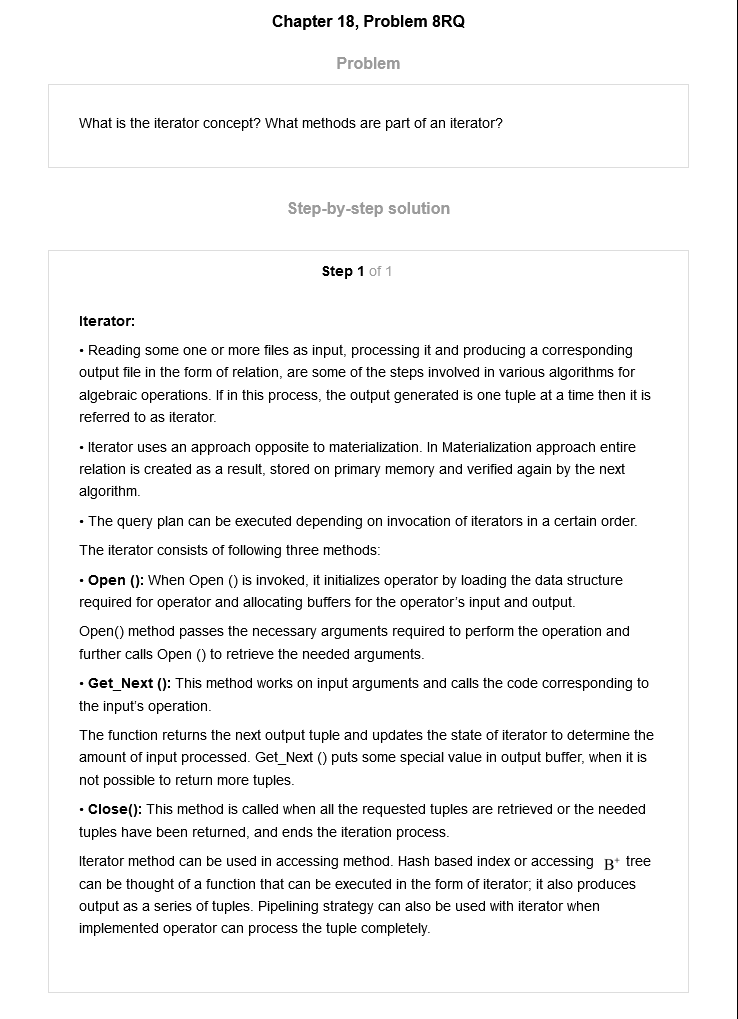 Chapter 18, Problem 8RQ
Problem
What is the iterator concept? What methods are part of an iterator?
Step-by-step solution
Step 1 of 1
Iterator:
• Reading some one or more files as input, processing it and producing a corresponding
output file in the form of relation, are some of the steps involved in various algorithms for
algebraic operations. If in this process, the output generated is one tuple at a time then it is
referred to as iterator.
• Iterator uses an approach opposite to materialization. In Materialization approach entire
relation is created as a result, stored on primary memory and verified again by the next
algorithm.
• The query plan can be executed depending on invocation of iterators in a certain order.
The iterator consists of following three methods:
• Open (): When Open () is invoked, it initializes operator by loading the data structure
required for operator and allocating buffers for the operator's input and output.
Open() method passes the necessary arguments required to perform the operation and
further calls Open () to retrieve the needed arguments.
• Get_Next (): This method works on input arguments and calls the code corresponding to
the input's operation.
The function returns the next output tuple and updates the state of iterator to determine the
amount of input processed. Get_Next () puts some special value in output buffer, when it is
not possible to return more tuples.
• Close(): This method is called when all the requested tuples are retrieved or the needed
tuples have been returned, and ends the iteration process.
Iterator method can be used in accessing method. Hash based index or accessing B⁺ tree
can be thought of a function that can be executed in the form of iterator; it also produces
output as a series of tuples. Pipelining strategy can also be used with iterator when
implemented operator can process the tuple completely.